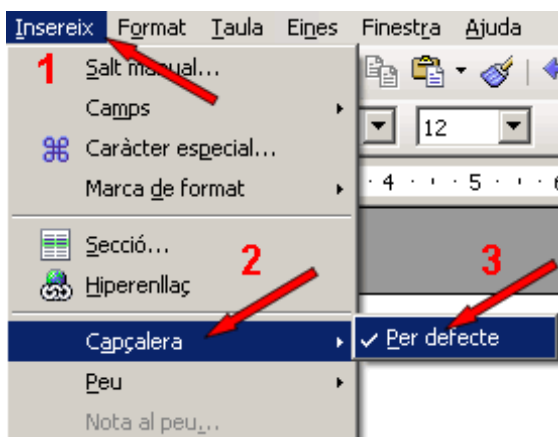 Insereix Format Taula Eines Finestra Ajuda
1 Salt manual...
Camps
12
Caràcter especial...
Marca de format
4 5 6
Secció...
2
3
Hiperenllaç
Capçalera
Per defecte
Peu
Nota al peu...